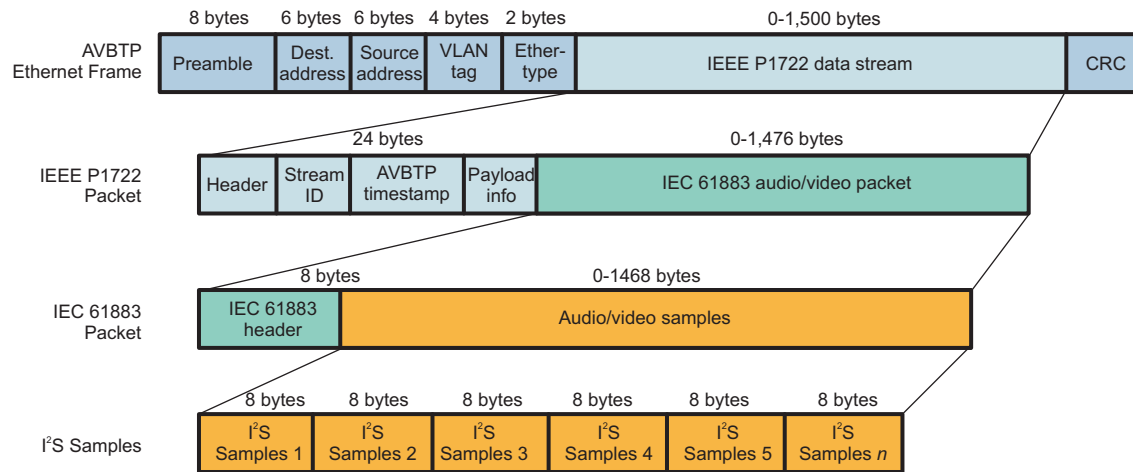 8 bytes 6 bytes 6 bytes 4 bytes 2 bytes 0-1,500 bytes
AVBTP
Ethernet Frame
Preamble
Dest.
address
Source
address
VLAN
tag
Ether-
type
IEEE P1722 data stream
CRC
24 bytes 0-1,476 bytes
IEEE P1722
Packet
Header
Stream
ID
AVBTP
timestamp
Payload
info
IEC 61883 audio/video packet
8 bytes 0-1468 bytes
IEC 61883
Packet
IEC 61883
header
Audio/video samples
8 bytes 8 bytes 8 bytes 8 bytes 8 bytes 8 bytes
I²S Samples
I²S
Samples 1
I²S
Samples 2
I²S
Samples 3
I²S
Samples 4
I²S
Samples 5
I²S
Samples n